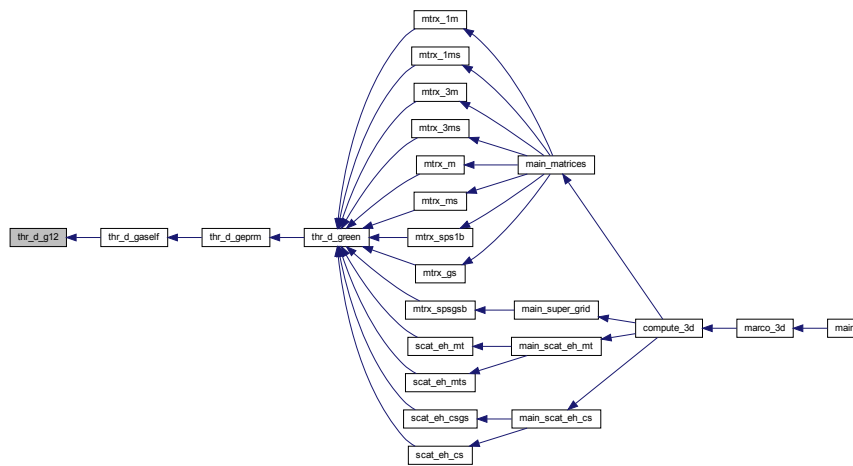 mtrx_1m
mtrx_1ms
mtrx_3m
mtrx_3ms
mtrx_m
main_matrices
mtrx_ms
thr_d_g12
thr_d_gaself
thr_d_geprm
thr_d_green
mtrx_sps1b
mtrx_gs
mtrx_spsgsb
main_super_grid
compute_3d
marco_3d
main
scat_eh_mt
main_scat_eh_mt
scat_eh_mts
scat_eh_csgs
main_scat_eh_cs
scat_eh_cs